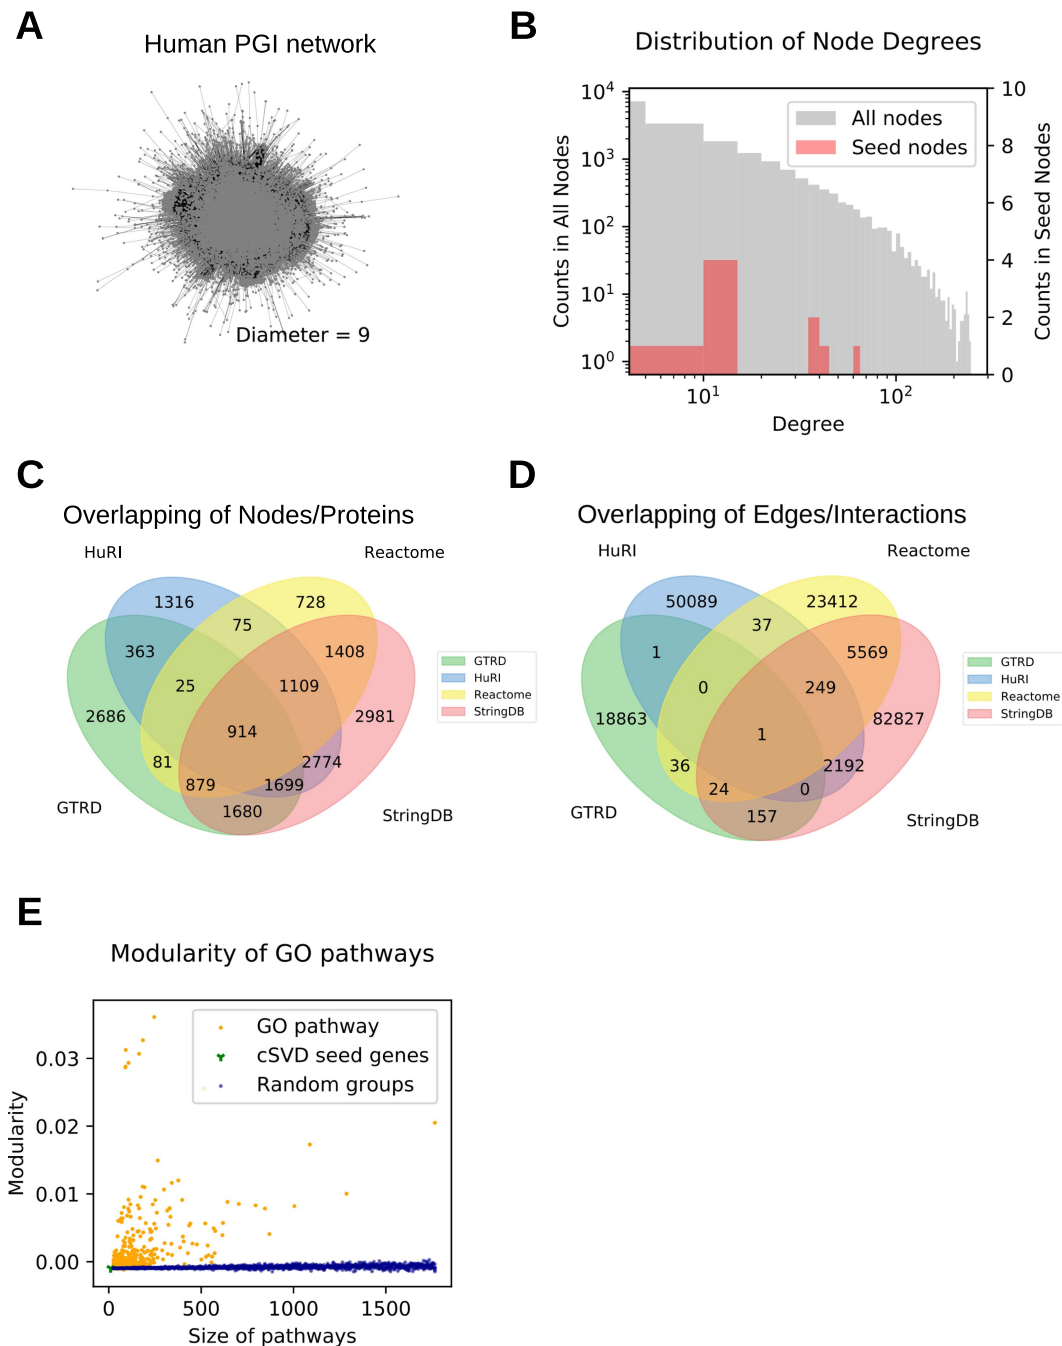 A
Human PGI network
Diameter = 9
B
Distribution of Node Degrees
All nodes
Seed nodes
Counts in All Nodes
10^4
10^3
10^2
10^1
10^0
10
8
6
4
2
0
Counts in Seed Nodes
10^1
10^2
Degree
C
Overlapping of Nodes/Proteins
HuRI
Reactome
1316
728
75
363
1408
25
1109
2686
2981
914
81
2774
879
1699
1680
GTRD
StringDB
GTRD
HuRI
Reactome
StringDB
D
Overlapping of Edges/Interactions
HuRI
Reactome
50089
23412
37
1
5569
0
249
18863
82827
1
36
2192
24
0
157
GTRD
StringDB
GTRD
HuRI
Reactome
StringDB
E
Modularity of GO pathways
GO pathway
cSVD seed genes
Random groups
Modularity
0.03
0.02
0.01
0.00
0
500
1000
1500
Size of pathways